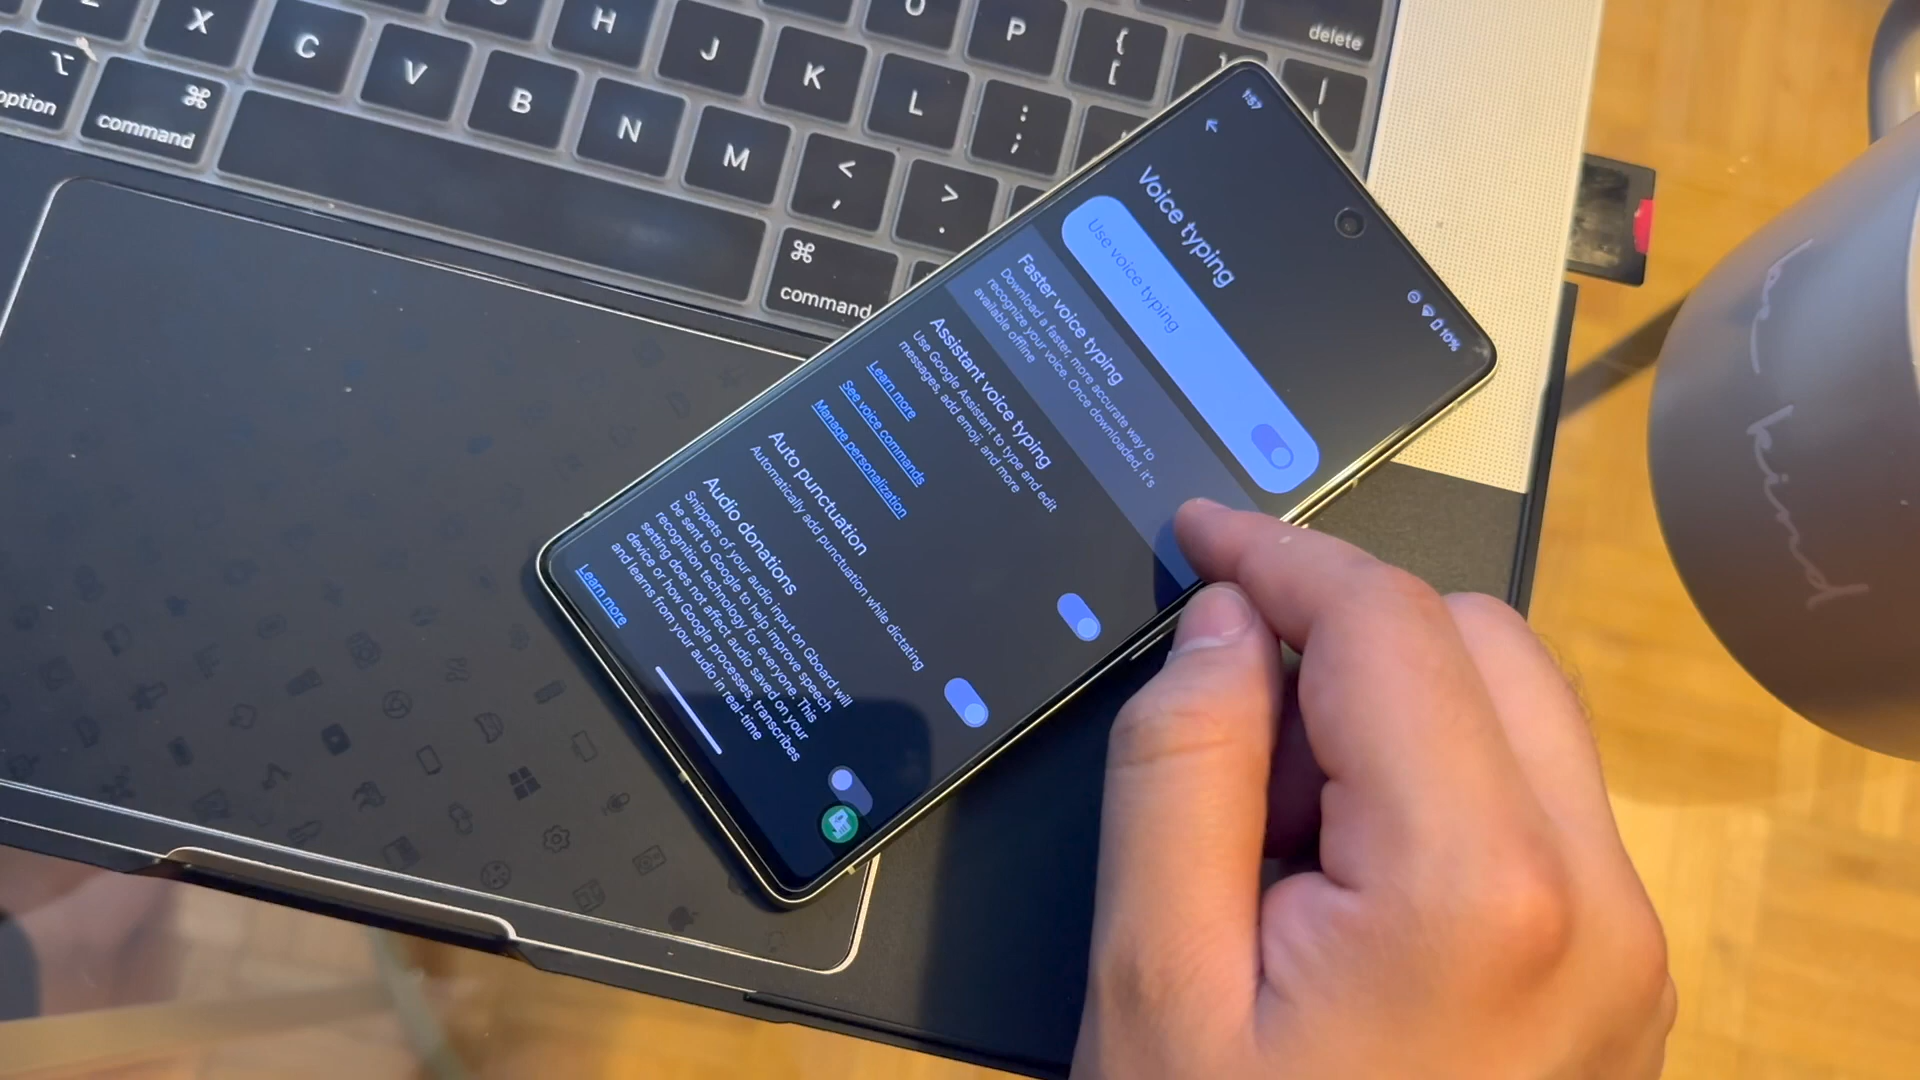 X
C
V
B
N
M
H
J
K
L
O
P
{
[
:
;
<
,
>
.
delete
option
⌘
command
⌘
command
1:57
10%
Voice typing
Use voice typing
Faster voice typing
Download a faster, more accurate way to
recognize your voice. Once downloaded, it's
available offline
Assistant voice typing
Use Google Assistant to type and edit
messages, add emoji, and more
Learn more
See voice commands
Manage personalization
Auto punctuation
Automatically add punctuation while dictating
Audio donations
Snippets of your audio input on Gboard will
be sent to Google to help improve speech
recognition technology for everyone. This
setting does not affect audio saved on your
device or how Google processes, transcribes
and learns from your audio in real-time
Learn more
kind